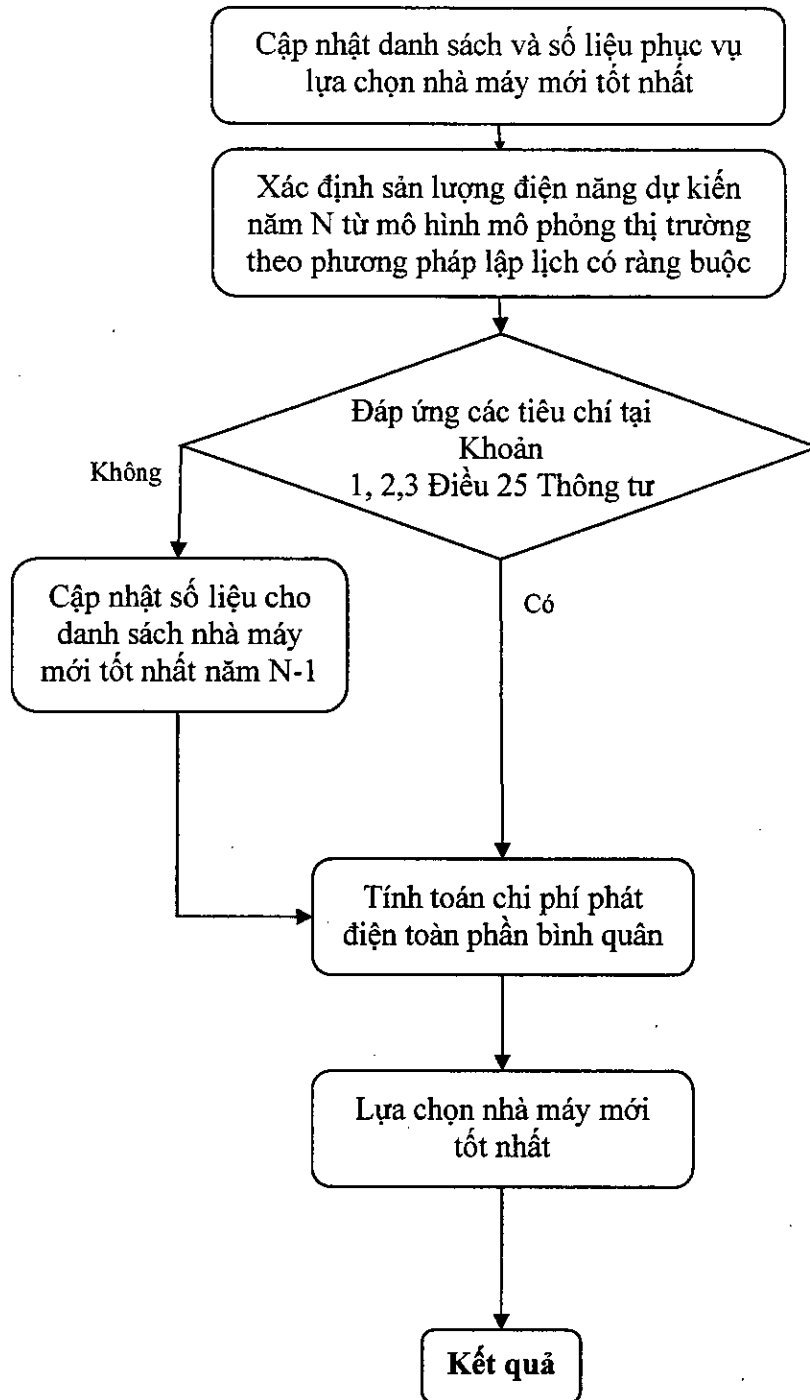 Cập nhật danh sách và số liệu phục vụ
lựa chọn nhà máy mới tốt nhất
Xác định sản lượng điện năng dự kiến
năm N từ mô hình mô phỏng thị trường
theo phương pháp lập lịch có ràng buộc
Đáp ứng các tiêu chí tại
Khoản
1, 2,3 Điều 25 Thông tư
Không
Có
Cập nhật số liệu cho
danh sách nhà máy
mới tốt nhất năm N-1
Tính toán chi phí phát
điện toàn phần bình quân
Lựa chọn nhà máy mới
tốt nhất
Kết quả